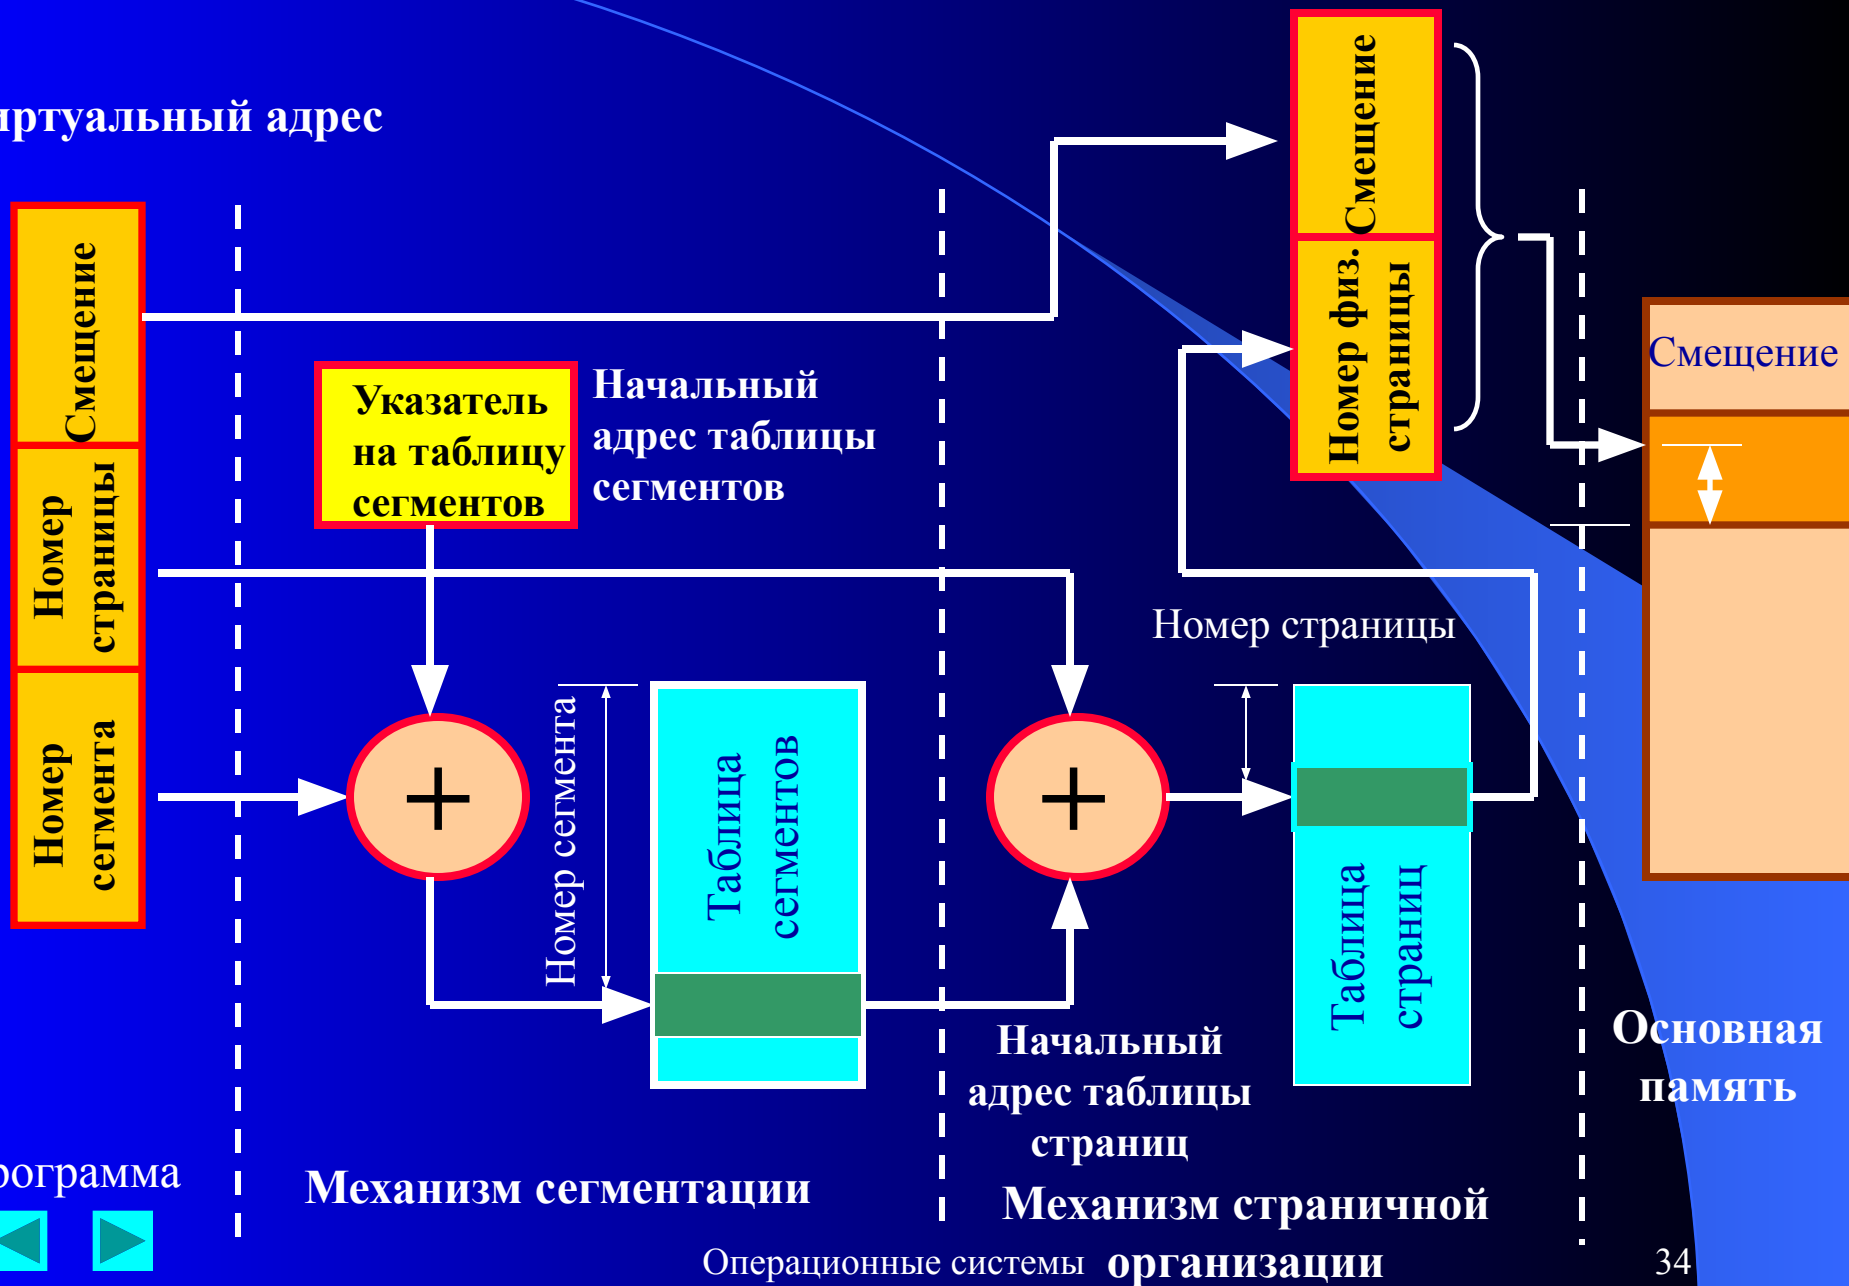 иртуальный адрес
Смещение
Номер
страницы
Номер
сегмента
Указатель
на таблицу
сегментов
Начальный
адрес таблицы
сегментов
+
Номер сегмента
Таблица
сегментов
Механизм сегментации
Смещение
Номер физ.
страницы
Номер страницы
+
Таблица
страниц
Начальный
адрес таблицы
страниц
Механизм страничной
организации
Смещение
Основная
память
рограмма
Операционные системы
34